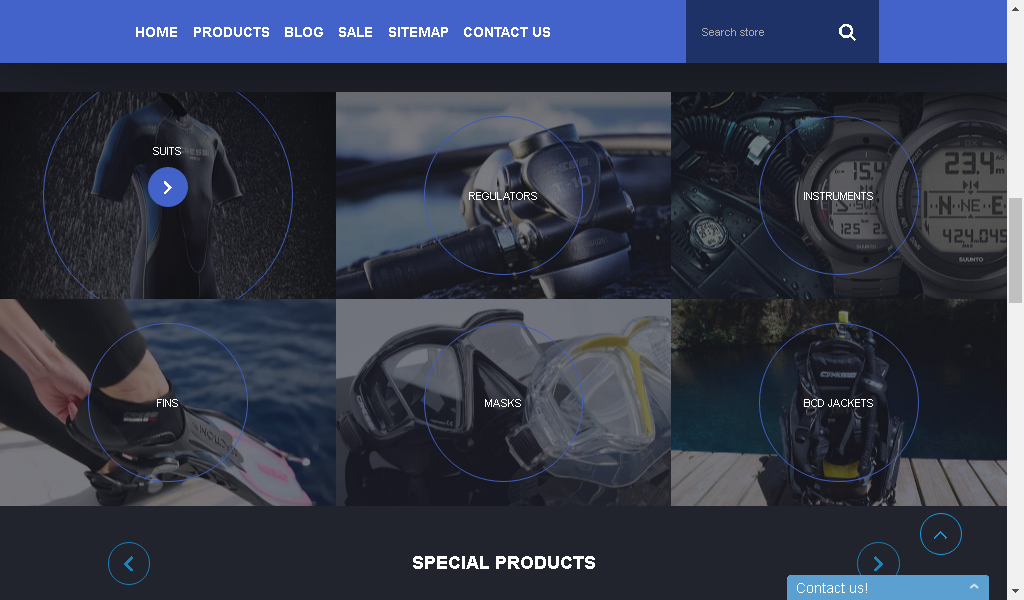 HOME PRODUCTS BLOG SALE SITEMAP CONTACT US Search store
SUITS
REGULATORS
INSTRUMENTS
FINS
MASKS
BCD JACKETS
SPECIAL PRODUCTS
Contact us!